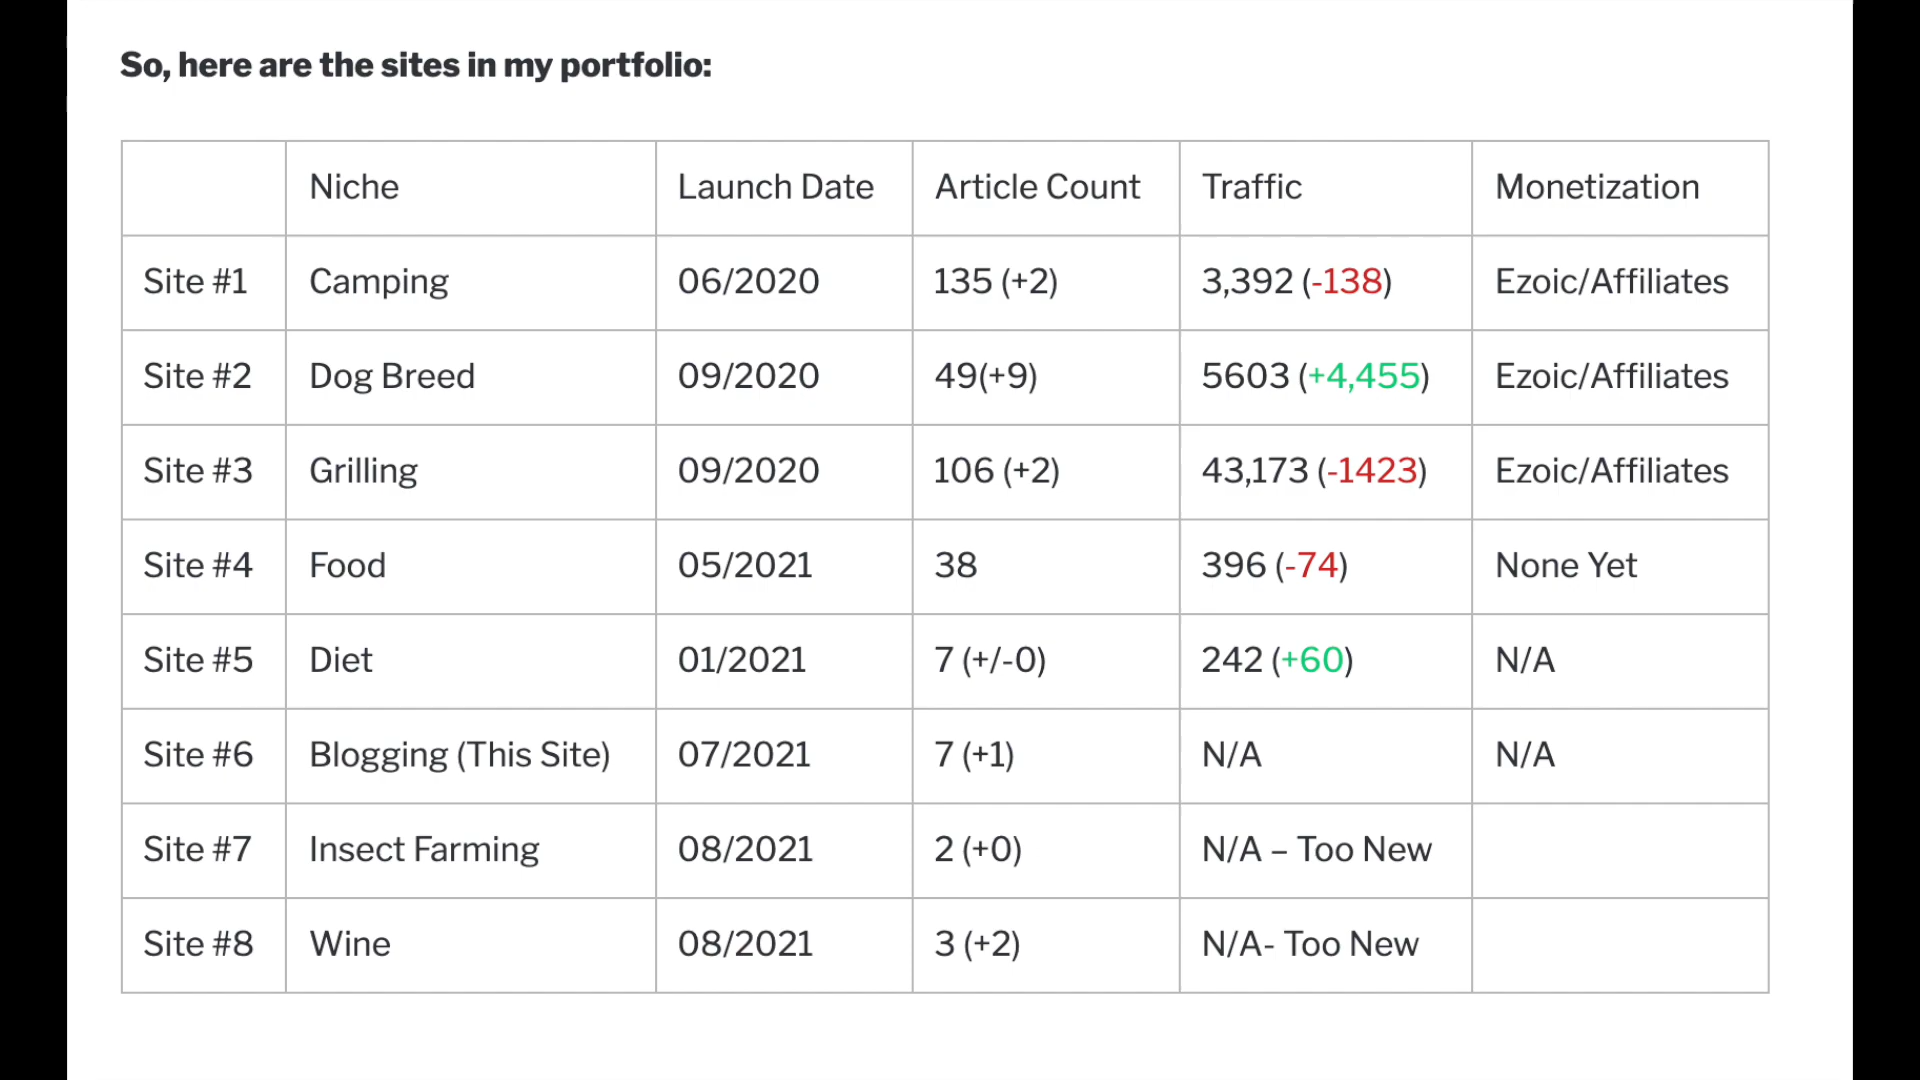 So, here are the sites in my portfolio:
Niche Launch Date Article Count Traffic Monetization
Site #1 Camping 06/2020 135 (+2) 3,392 (-138) Ezoic/Affiliates
Site #2 Dog Breed 09/2020 49(+9) 5603 (+4,455) Ezoic/Affiliates
Site #3 Grilling 09/2020 106 (+2) 43,173 (-1423) Ezoic/Affiliates
Site #4 Food 05/2021 38 396 (-74) None Yet
Site #5 Diet 01/2021 7 (+/-0) 242 (+60) N/A
Site #6 Blogging (This Site) 07/2021 7 (+1) N/A N/A
Site #7 Insect Farming 08/2021 2 (+0) N/A – Too New
Site #8 Wine 08/2021 3 (+2) N/A- Too New